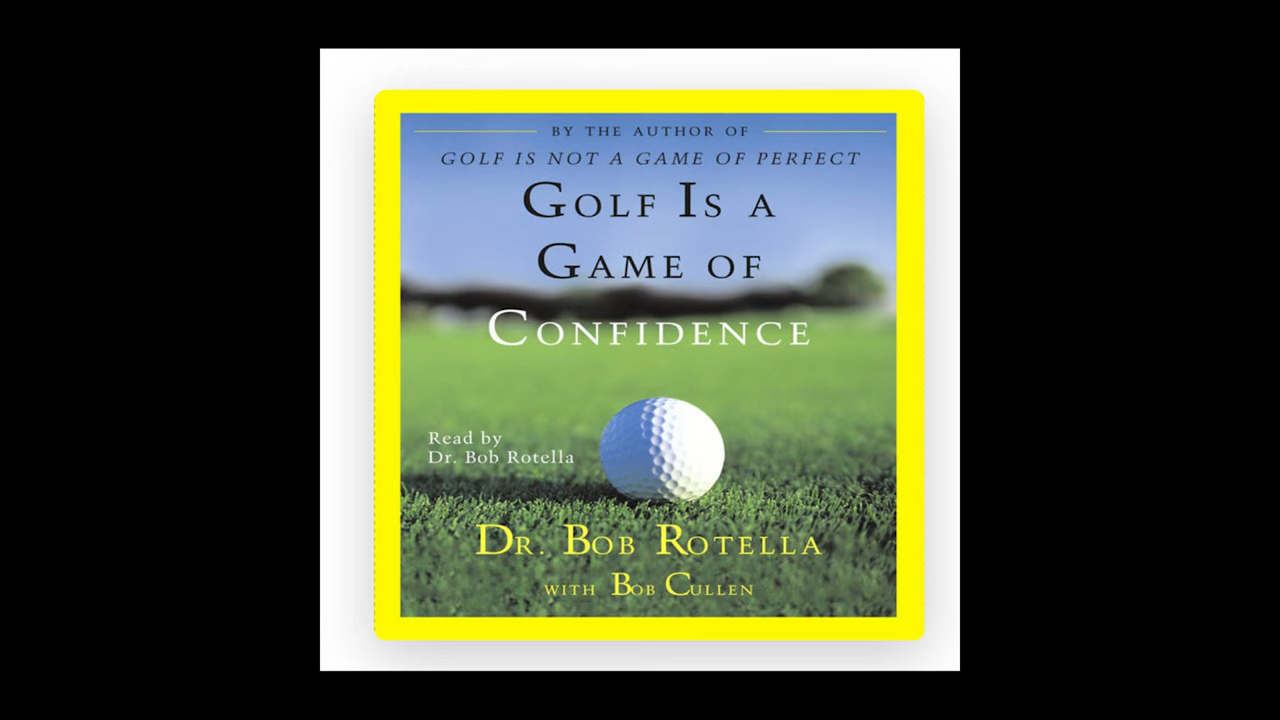 BY THE AUTHOR OF
GOLF IS NOT A GAME OF PERFECT
GOLF IS A
GAME OF
CONFIDENCE
Read by
Dr. Bob Rotella
DR. BOB ROTELLA
WITH BOB CULLEN